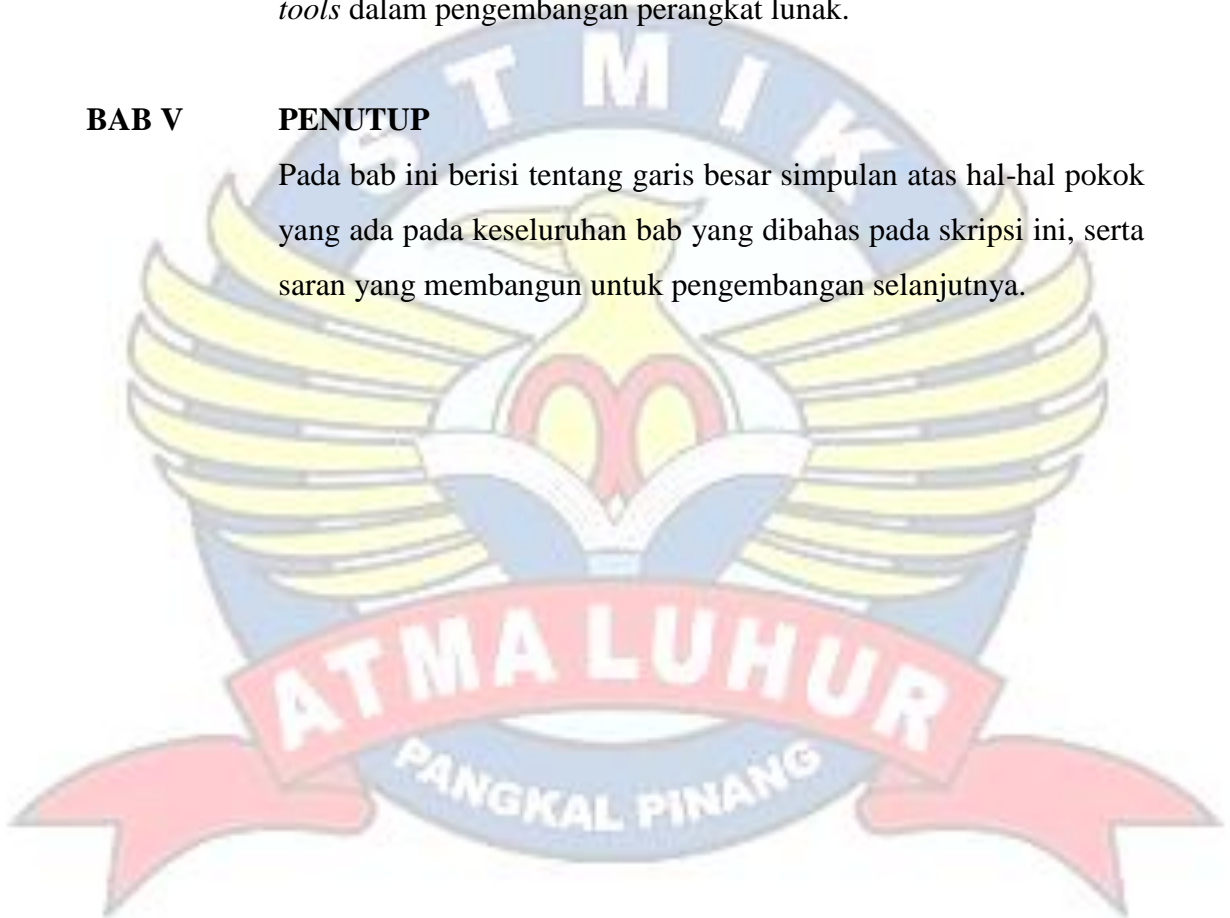 tools dalam pengembangan perangkat lunak.
STMIK
BAB V PENUTUP
Pada bab ini berisi tentang garis besar simpulan atas hal-hal pokok
yang ada pada keseluruhan bab yang dibahas pada skripsi ini, serta
saran yang membangun untuk pengembangan selanjutnya.
ATMA LUHUR
PANGKAL PINANG